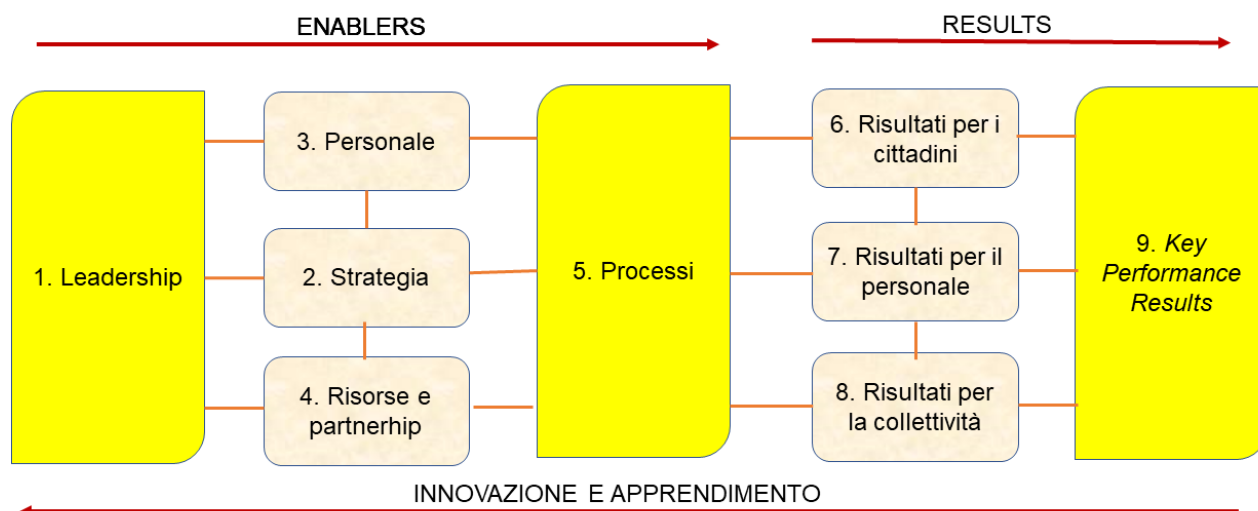 ENABLERS
RESULTS
1. Leadership
3. Personale
2. Strategia
4. Risorse e
partnerhip
5. Processi
6. Risultati per i
cittadini
7. Risultati per il
personale
8. Risultati per
la collettività
9. Key
Performance
Results
INNOVAZIONE E APPRENDIMENTO